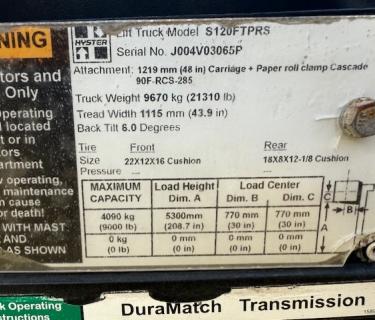 NING
HYSTER
Lift Truck Model S120FTPRS
Serial No. J004V03065P
Attachment: 1219 mm (48 in) Carriage + Paper roll clamp Cascade
90F-RCS-285
tors and
Only
Truck Weight 9670 kg (21310 lb)
Tread Width 1115 mm (43.9 in)
Back Tilt 6.0 Degrees
perating
located
t or in
tors
artment
Tire Front Rear
Size 22X12X16 Cushion 18X8X12-1/8 Cushion
Pressure --- ---
operating,
maintenance
n cause
or death!
WITH MAST
AND
AS SHOWN
MAXIMUM CAPACITY
Load Height Dim. A
Load Center
Dim. B Dim. C
4090 kg 5300mm 770 mm 770 mm
(9000 lb) (208.7 in) (30 in) (30 in)
0 kg 0 mm 0 mm 0 mm
(0 lb) (0 in) (0 in) (0 in)
C
B
A
k Operating
structions
DuraMatch Transmission